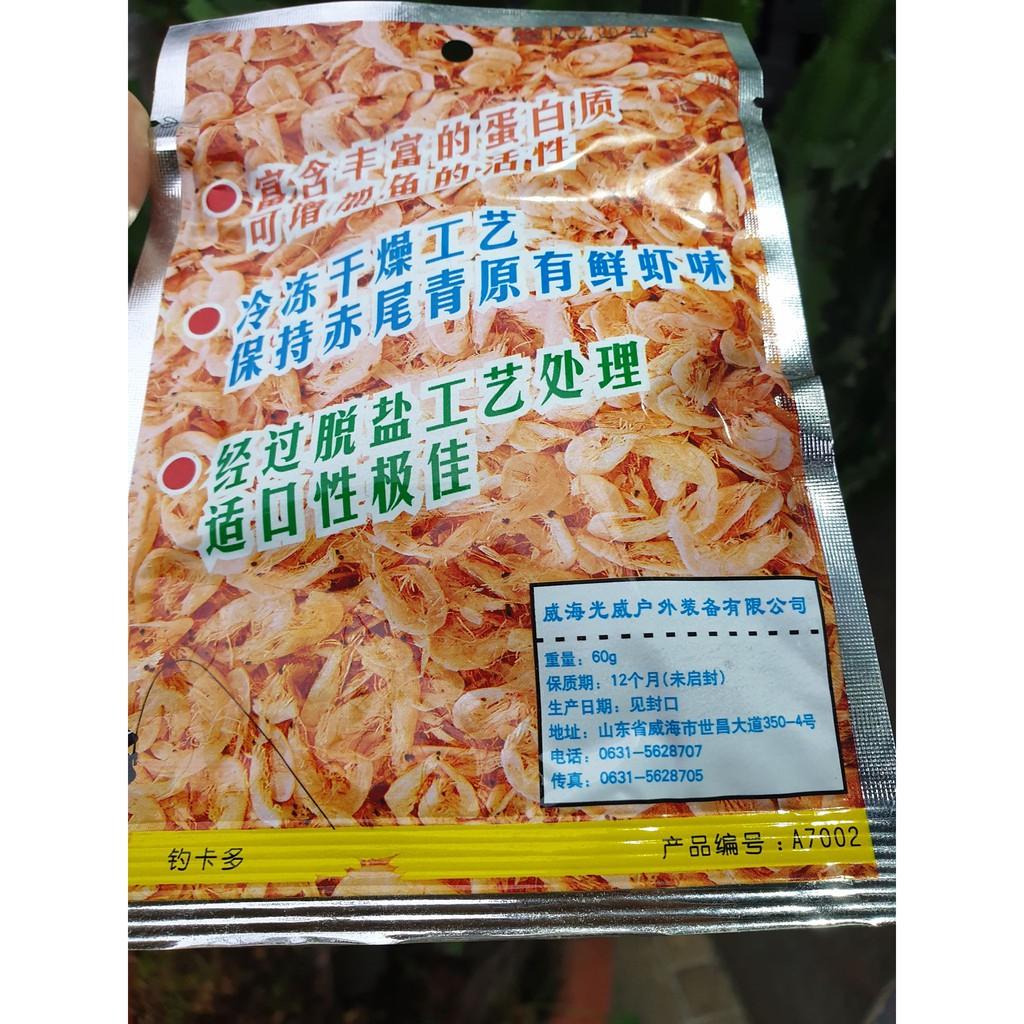 富含丰富的蛋白质
可增加鱼的活性
冷冻干燥工艺
保持赤尾青原有鲜虾味
经过脱盐工艺处理
适口性极佳
威海光威户外装备有限公司
重量：60g
保质期：12个月(未启封)
生产日期：见封口
地址：山东省威海市世昌大道350-4号
电话：0631-5628707
传真：0631-5628705
钓卡多
产品编号：A7002